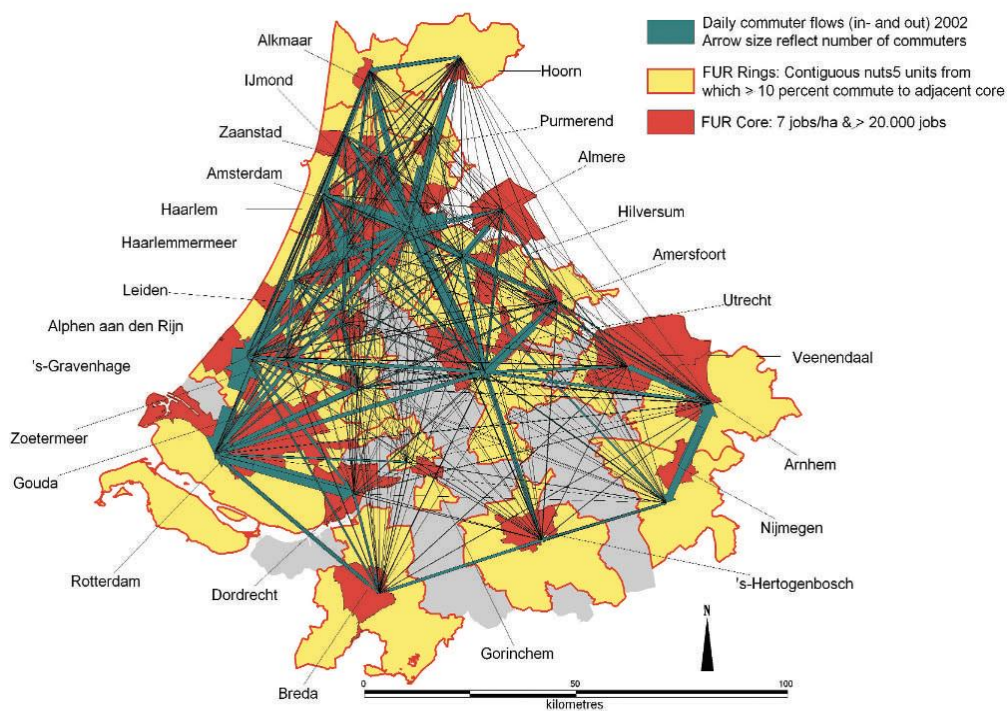 Daily commuter flows (in- and out) 2002
Arrow size reflect number of commuters
FUR Rings: Contiguous nuts5 units from
which > 10 percent commute to adjacent core
FUR Core: 7 jobs/ha & > 20.000 jobs
Alkmaar
IJmond
Zaanstad
Amsterdam
Haarlem
Haarlemmermeer
Leiden
Alphen aan den Rijn
's-Gravenhage
Zoetermeer
Gouda
Rotterdam
Dordrecht
Breda
Hoorn
Purmerend
Almere
Hilversum
Amersfoort
Utrecht
Veenendaal
Arnhem
Nijmegen
's-Hertogenbosch
Gorinchem
N
0 50 100
kilometres